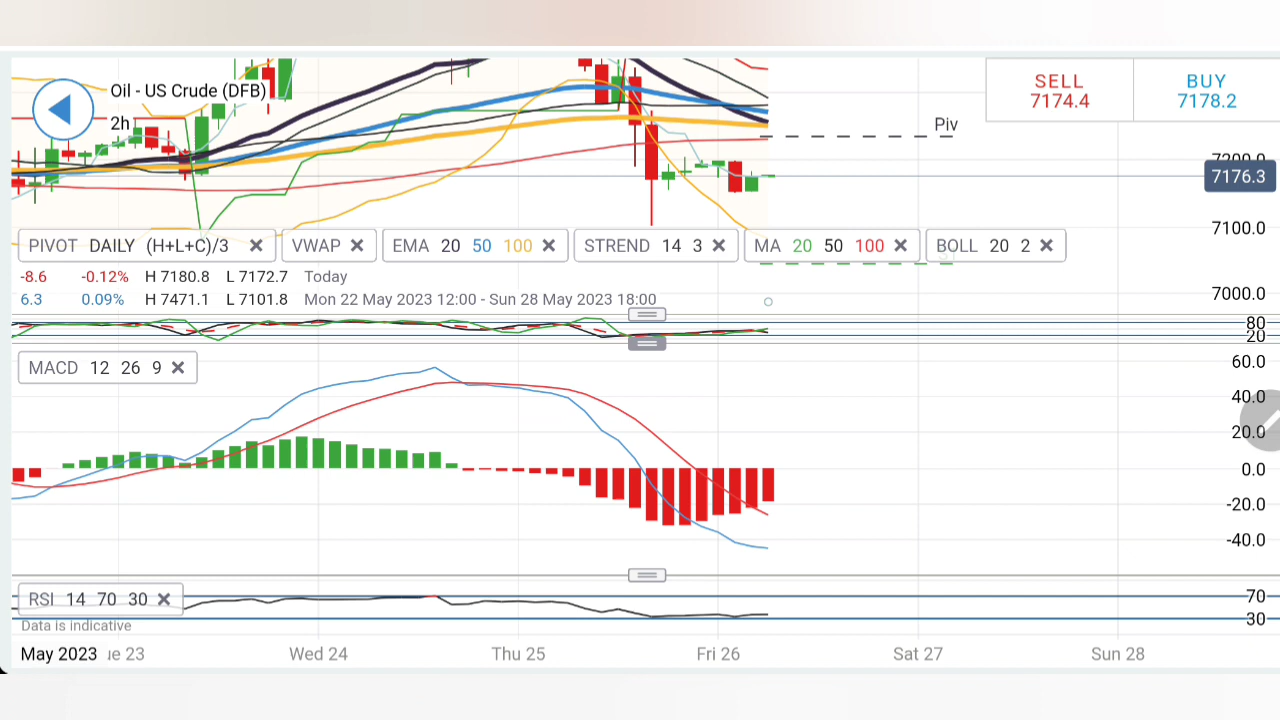 Oil - US Crude (DFB)
2h
SELL
7174.4
BUY
7178.2
Piv
7200.0
7176.3
7100.0
7000.0
PIVOT DAILY (H+L+C)/3 ×
VWAP ×
EMA 20 50 100 ×
STREND 14 3 ×
MA 20 50 100 ×
BOLL 20 2 ×
-8.6 -0.12% H 7180.8 L 7172.7 Today
6.3 0.09% H 7471.1 L 7101.8 Mon 22 May 2023 12:00 - Sun 28 May 2023 18:00
80
20
MACD 12 26 9 ×
60.0
40.0
20.0
0.0
-20.0
-40.0
RSI 14 70 30 ×
70
30
Data is indicative
May 2023 ue 23 Wed 24 Thu 25 Fri 26 Sat 27 Sun 28